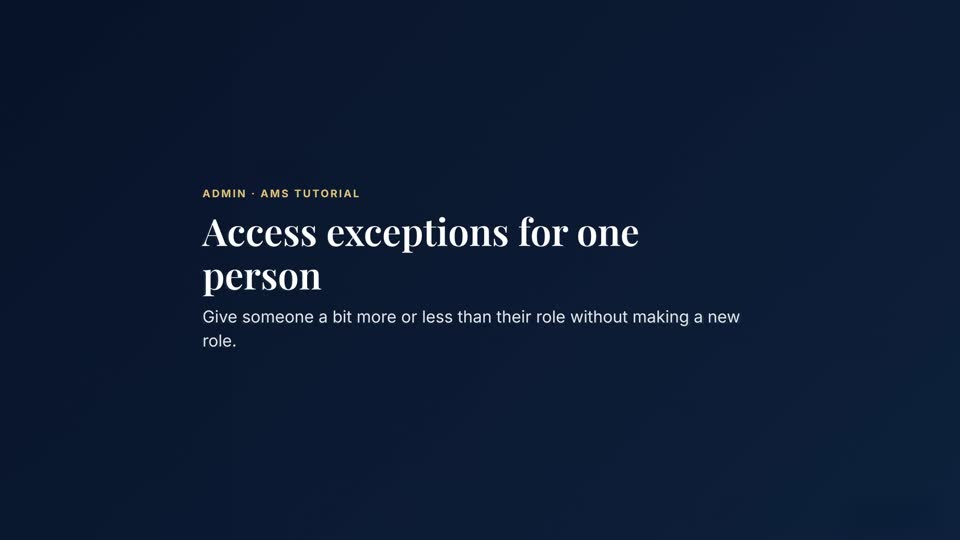 ADMIN · AMS TUTORIAL
Access exceptions for one
person
Give someone a bit more or less than their role without making a new
role.